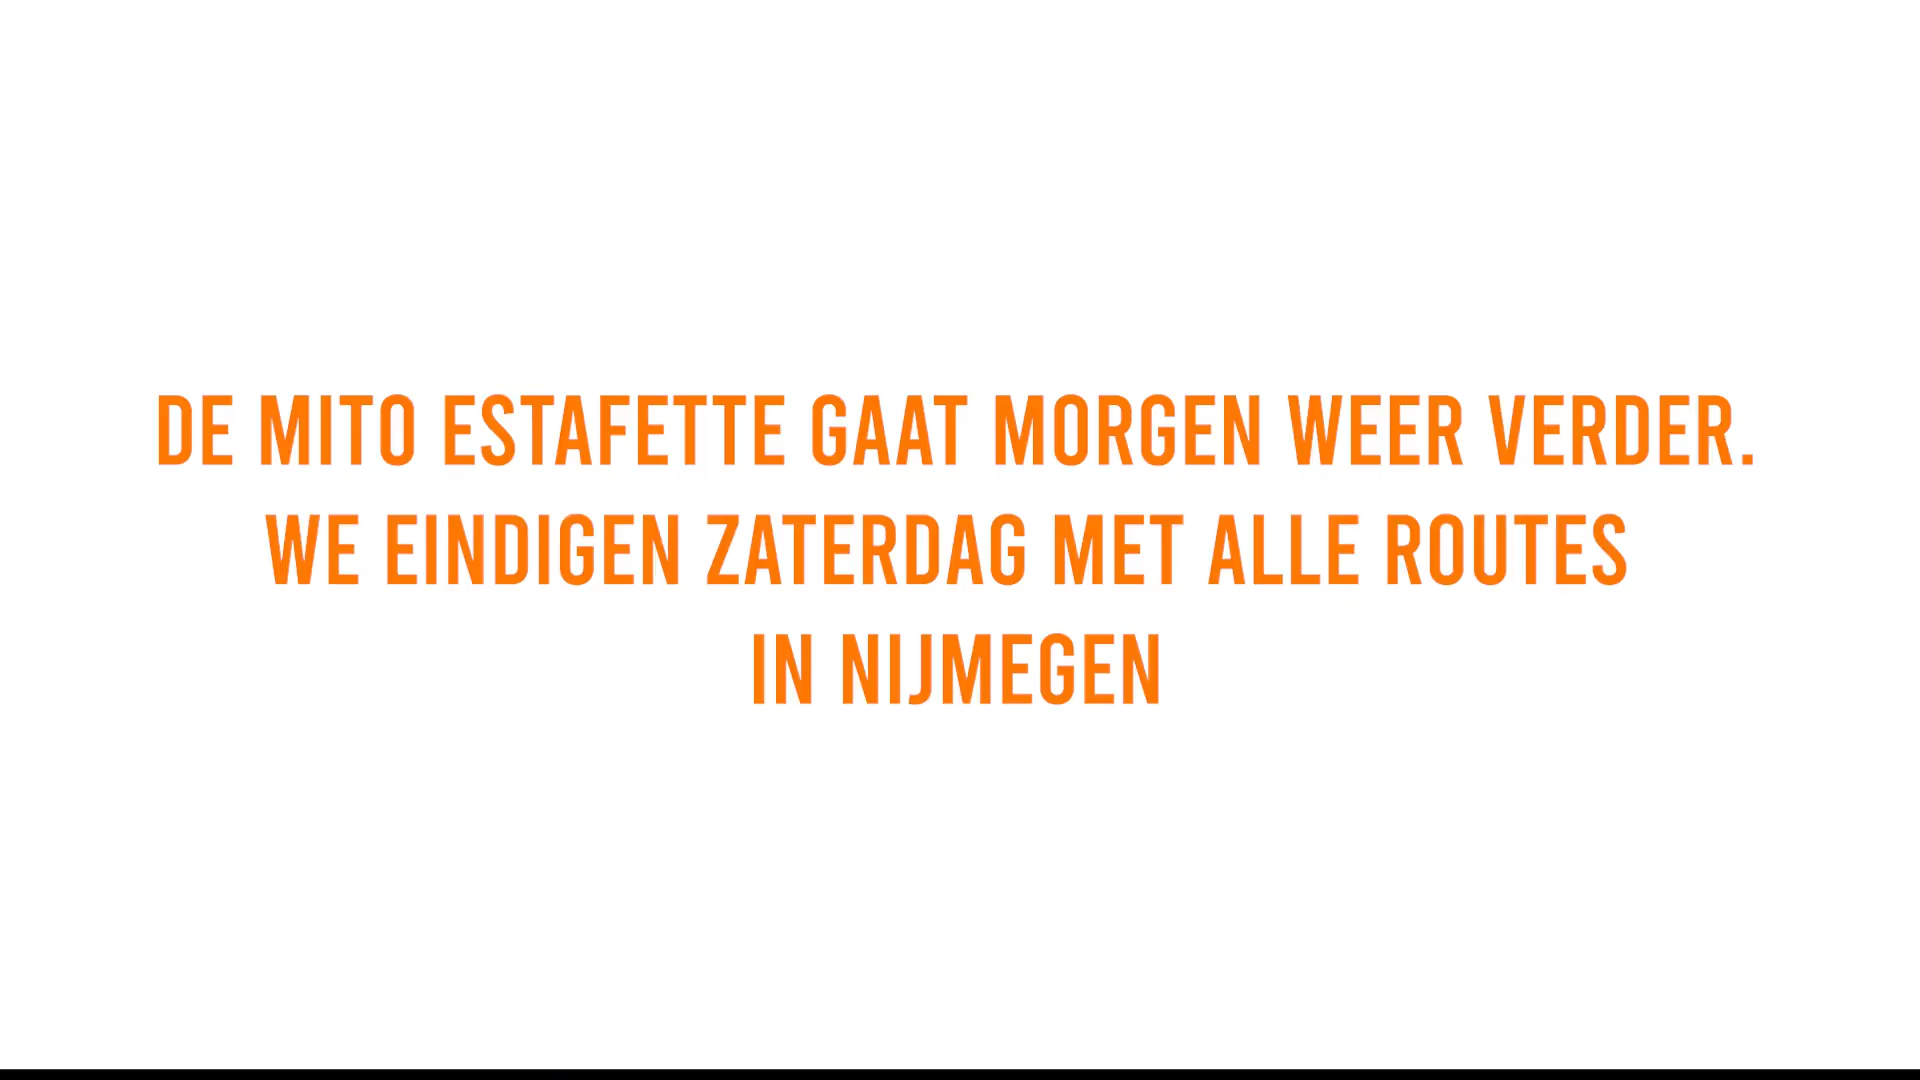 DE MITO ESTAFETTE GAAT MORGEN WEER VERDER.
WE EINDIGEN ZATERDAG MET ALLE ROUTES
IN NIJMEGEN